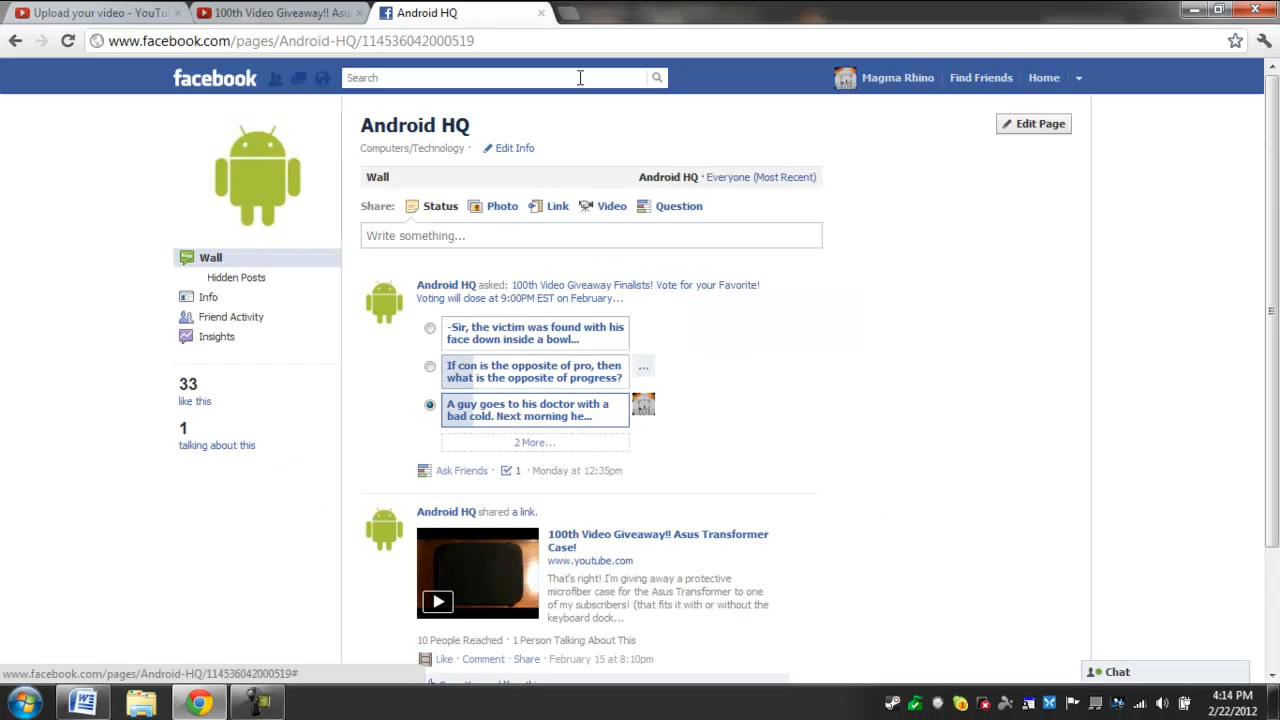 Upload your video - YouTu
100th Video Giveaway!! Asu
Android HQ
www.facebook.com/pages/Android-HQ/114536042000519
facebook
Search
Magma Rhino Find Friends Home
Android HQ
Edit Page
Computers/Technology · Edit Info
Wall
Android HQ · Everyone (Most Recent)
Share: Status Photo Link Video Question
Write something...
Wall
Hidden Posts
Info
Friend Activity
Insights
33
like this
1
talking about this
Android HQ asked: 100th Video Giveaway Finalists! Vote for your Favorite!
Voting will close at 9:00PM EST on February...
-Sir, the victim was found with his
face down inside a bowl...
If con is the opposite of pro, then
what is the opposite of progress?
...
A guy goes to his doctor with a
bad cold. Next morning he...
2 More...
Ask Friends · 1 · Monday at 12:35pm
Android HQ shared a link.
100th Video Giveaway!! Asus Transformer
Case!
www.youtube.com
That's right! I'm giving away a protective
microfiber case for the Asus Transformer to one
of my subscribers! (that fits it with or without the
keyboard dock...
10 People Reached · 1 Person Talking About This
Like · Comment · Share · February 15 at 8:10pm
www.facebook.com/pages/Android-HQ/114536042000519#
Chat
4:14 PM
2/22/2012